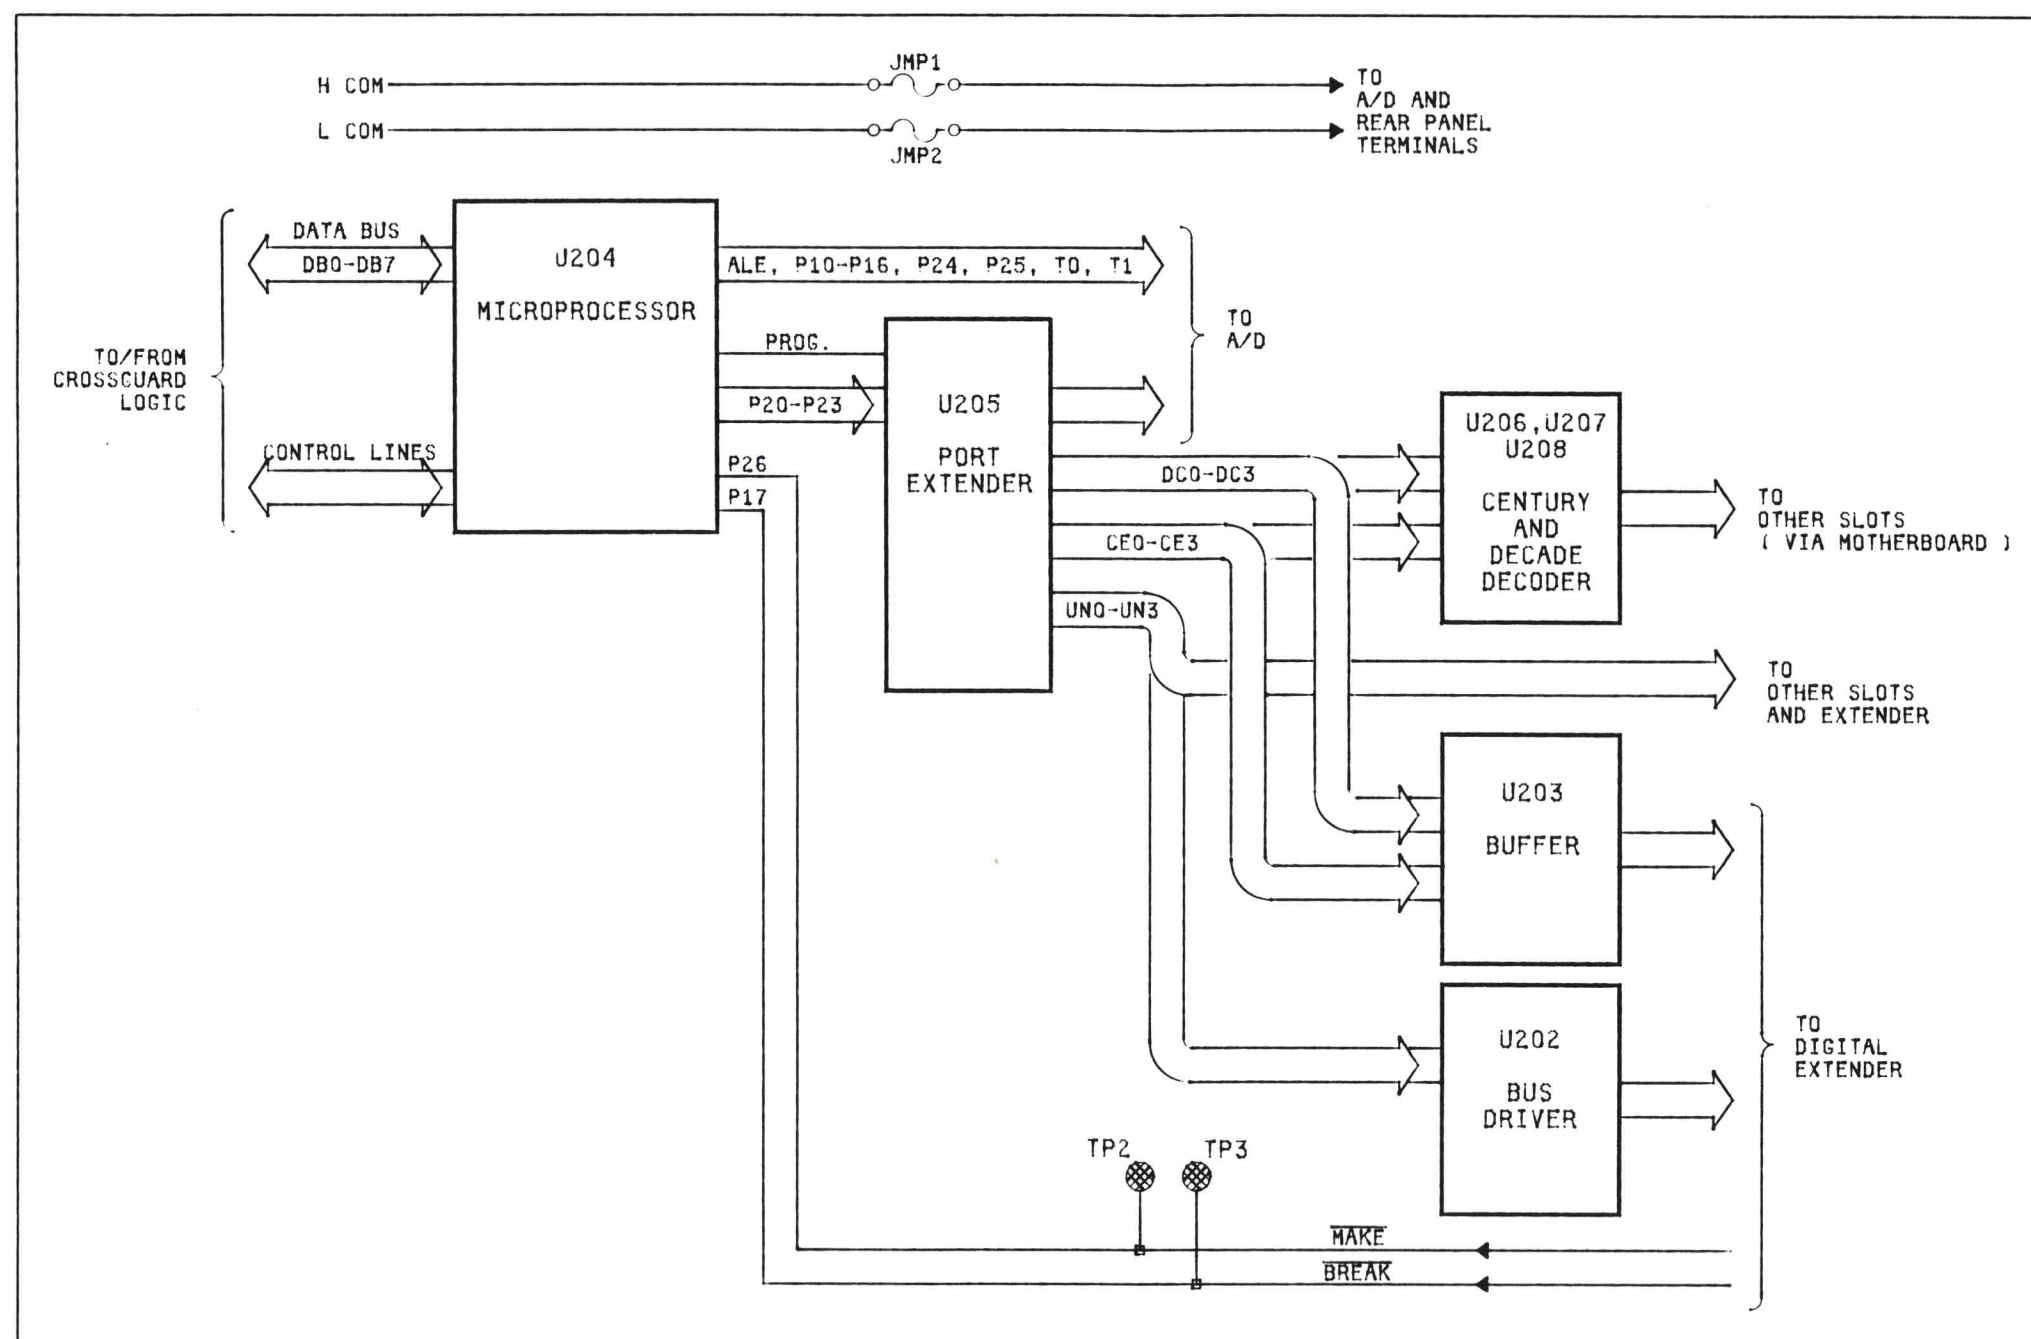 JMP1
H COM
L COM
JMP2
TO
A/D AND
REAR PANEL
TERMINALS
DATA BUS
DB0-DB7
TO/FROM
CROSSGUARD
LOGIC
CONTROL LINES
U204
MICROPROCESSOR
ALE, P10-P16, P24, P25, T0, T1
PROG.
P20-P23
P26
P17
TO
A/D
U205
PORT
EXTENDER
DC0-DC3
CE0-CE3
UN0-UN3
U206,U207
U208
CENTURY
AND
DECADE
DECODER
TO
OTHER SLOTS
( VIA MOTHERBOARD )
TO
OTHER SLOTS
AND EXTENDER
U203
BUFFER
U202
BUS
DRIVER
TO
DIGITAL
EXTENDER
TP2
TP3
MAKE
BREAK